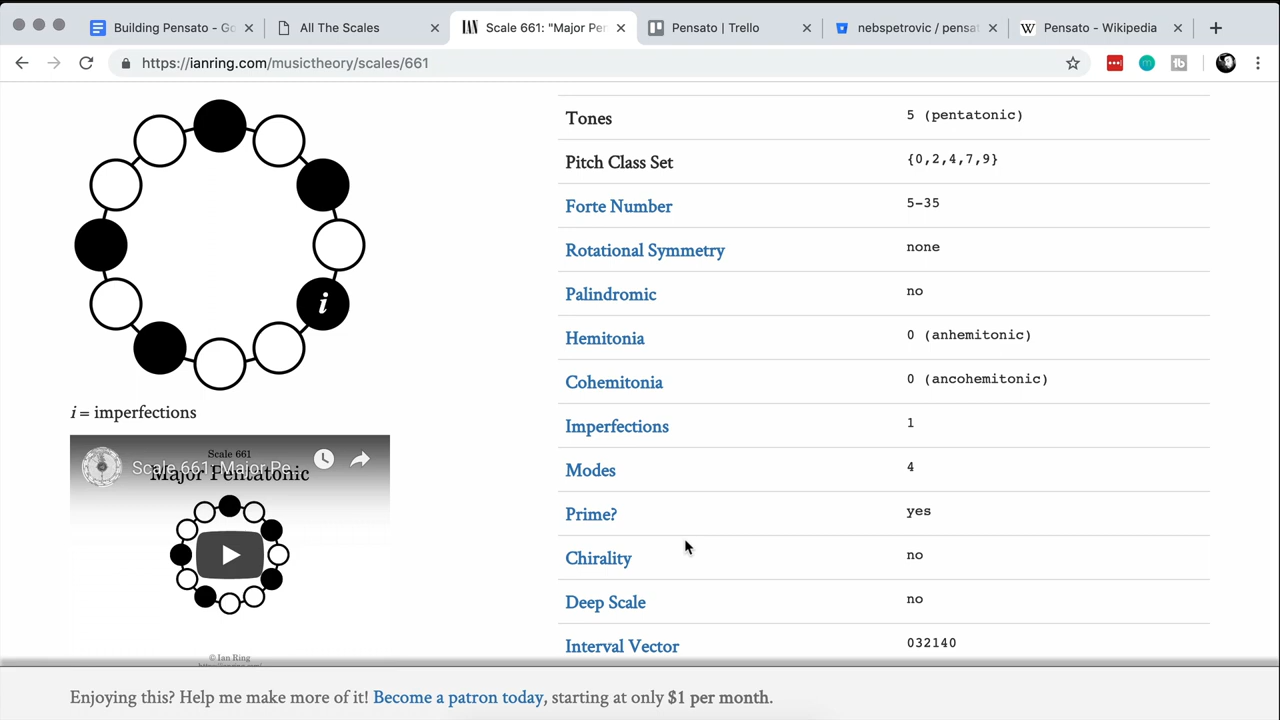 Building Pensato - Go
All The Scales
Scale 661: "Major Pen
Pensato | Trello
nebspetrovic / pensat
Pensato - Wikipedia
https://ianring.com/musictheory/scales/661
Tones 5 (pentatonic)
Pitch Class Set {0,2,4,7,9}
Forte Number 5-35
Rotational Symmetry none
Palindromic no
Hemitonia 0 (anhemitonic)
Cohemitonia 0 (ancohemitonic)
Imperfections 1
Modes 4
Prime? yes
Chirality no
Deep Scale no
Interval Vector 032140
i
i = imperfections
Scale 661
Scale 661: Major Pe
Major Pentatonic
© Ian Ring
Enjoying this? Help me make more of it! Become a patron today, starting at only $1 per month.